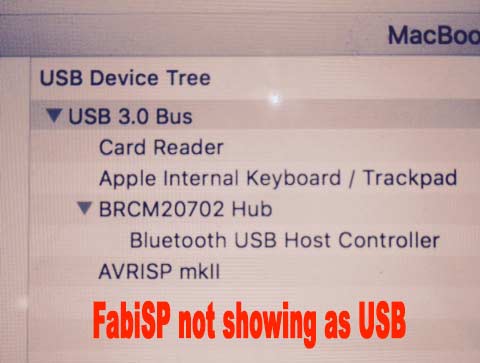 MacBoo
USB Device Tree
USB 3.0 Bus
Card Reader
Apple Internal Keyboard / Trackpad
BRCM20702 Hub
Bluetooth USB Host Controller
AVRISP mkII
FabiSP not showing as USB